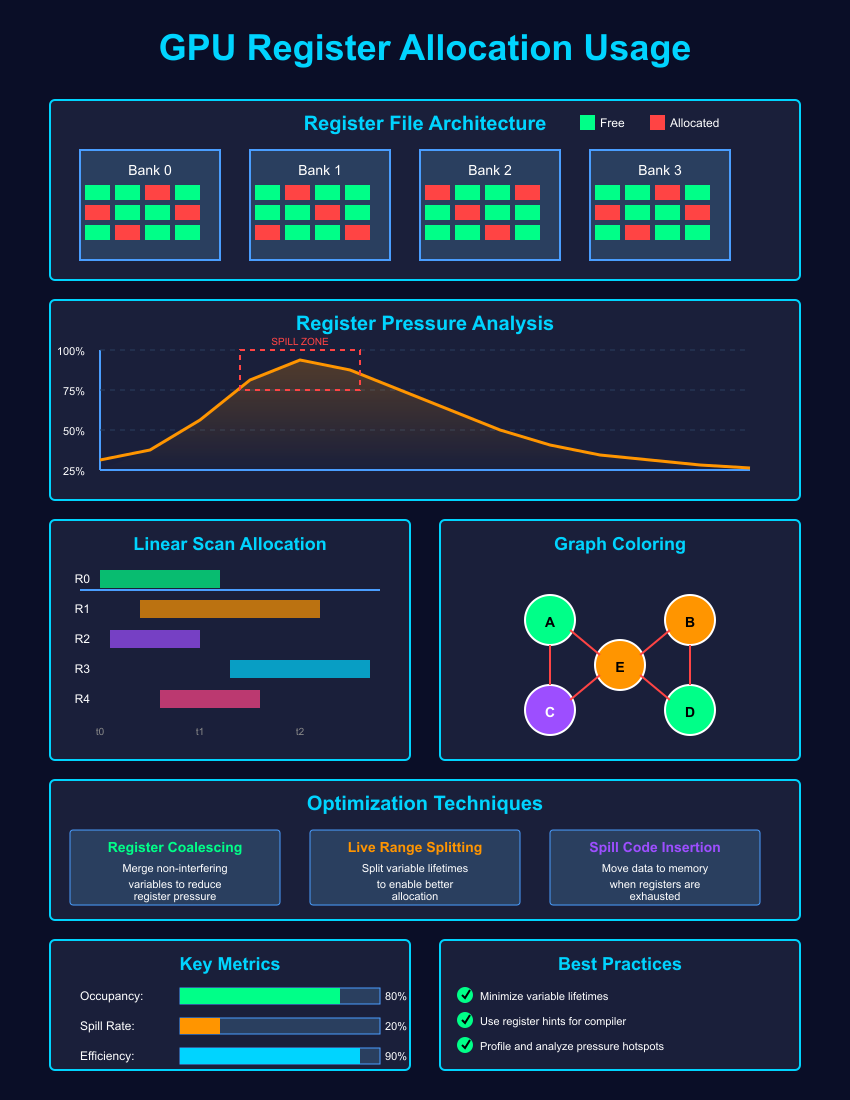 GPU Register Allocation Usage
Register File Architecture
Free
Allocated
Bank 0
Bank 1
Bank 2
Bank 3
Register Pressure Analysis
SPILL ZONE
100%
75%
50%
25%
Linear Scan Allocation
R0
R1
R2
R3
R4
t0
t1
t2
Graph Coloring
A
B
E
C
D
Optimization Techniques
Register Coalescing
Merge non-interfering
variables to reduce
register pressure
Live Range Splitting
Split variable lifetimes
to enable better
allocation
Spill Code Insertion
Move data to memory
when registers are
exhausted
Key Metrics
Occupancy:
80%
Spill Rate:
20%
Efficiency:
90%
Best Practices
Minimize variable lifetimes
Use register hints for compiler
Profile and analyze pressure hotspots